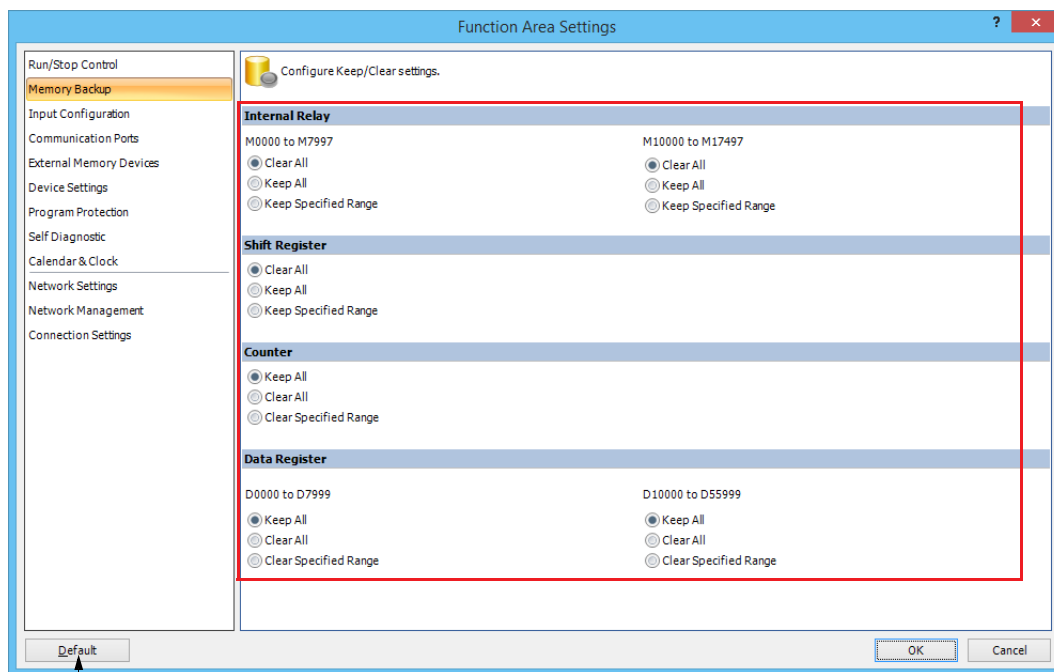 Function Area Settings
?
Run/Stop Control
Memory Backup
Input Configuration
Communication Ports
External Memory Devices
Device Settings
Program Protection
Self Diagnostic
Calendar & Clock
Network Settings
Network Management
Connection Settings
Configure Keep/Clear settings.
Internal Relay
M0000 to M7997
Clear All
Keep All
Keep Specified Range
M10000 to M17497
Clear All
Keep All
Keep Specified Range
Shift Register
Clear All
Keep All
Keep Specified Range
Counter
Keep All
Clear All
Clear Specified Range
Data Register
D0000 to D7999
Keep All
Clear All
Clear Specified Range
D10000 to D55999
Keep All
Clear All
Clear Specified Range
Default
OK
Cancel